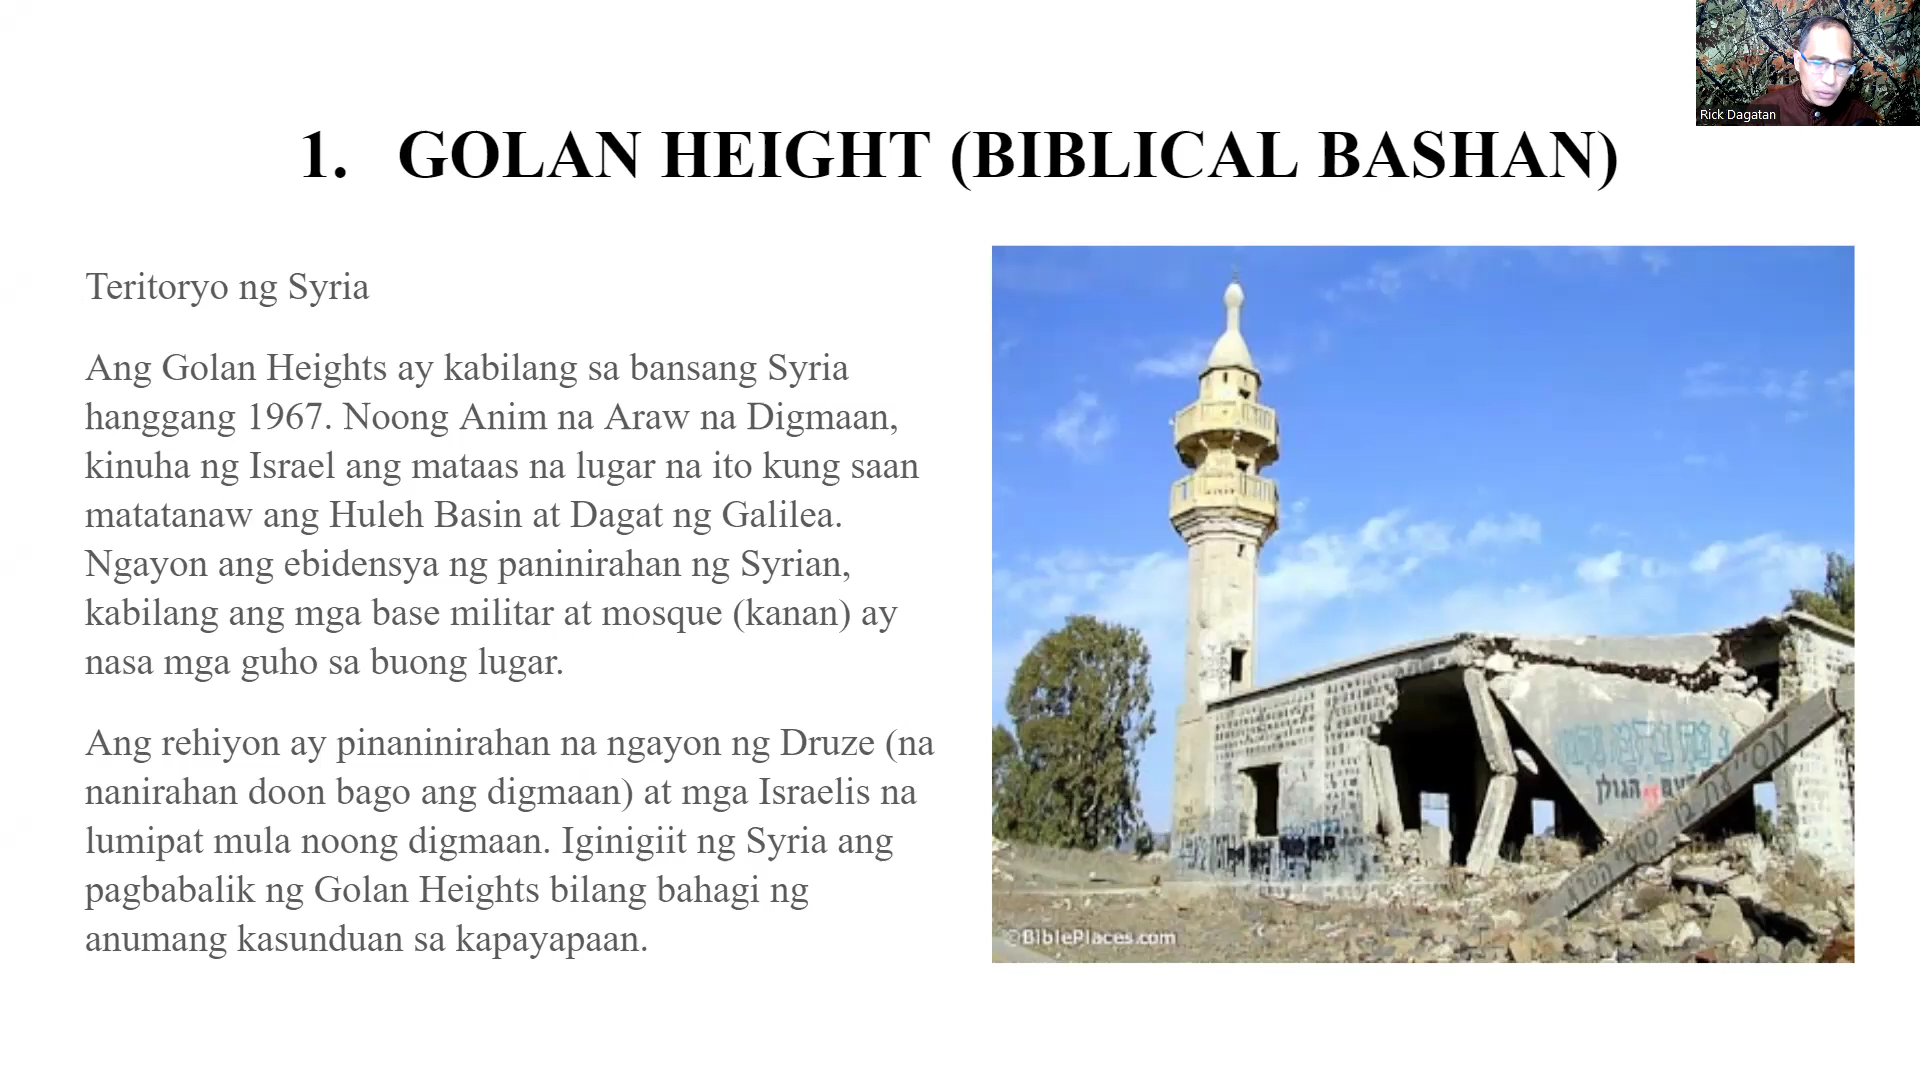 Rick Dagatan
1. GOLAN HEIGHT (BIBLICAL BASHAN)
Teritoryo ng Syria
Ang Golan Heights ay kabilang sa bansang Syria
hanggang 1967. Noong Anim na Araw na Digmaan,
kinuha ng Israel ang mataas na lugar na ito kung saan
matatanaw ang Huleh Basin at Dagat ng Galilea.
Ngayon ang ebidensya ng paninirahan ng Syrian,
kabilang ang mga base militar at mosque (kanan) ay
nasa mga guho sa buong lugar.
Ang rehiyon ay pinaninirahan na ngayon ng Druze (na
nanirahan doon bago ang digmaan) at mga Israelis na
lumipat mula noong digmaan. Iginigiit ng Syria ang
pagbabalik ng Golan Heights bilang bahagi ng
anumang kasunduan sa kapayapaan.
הגולן
©BiblePlaces.com